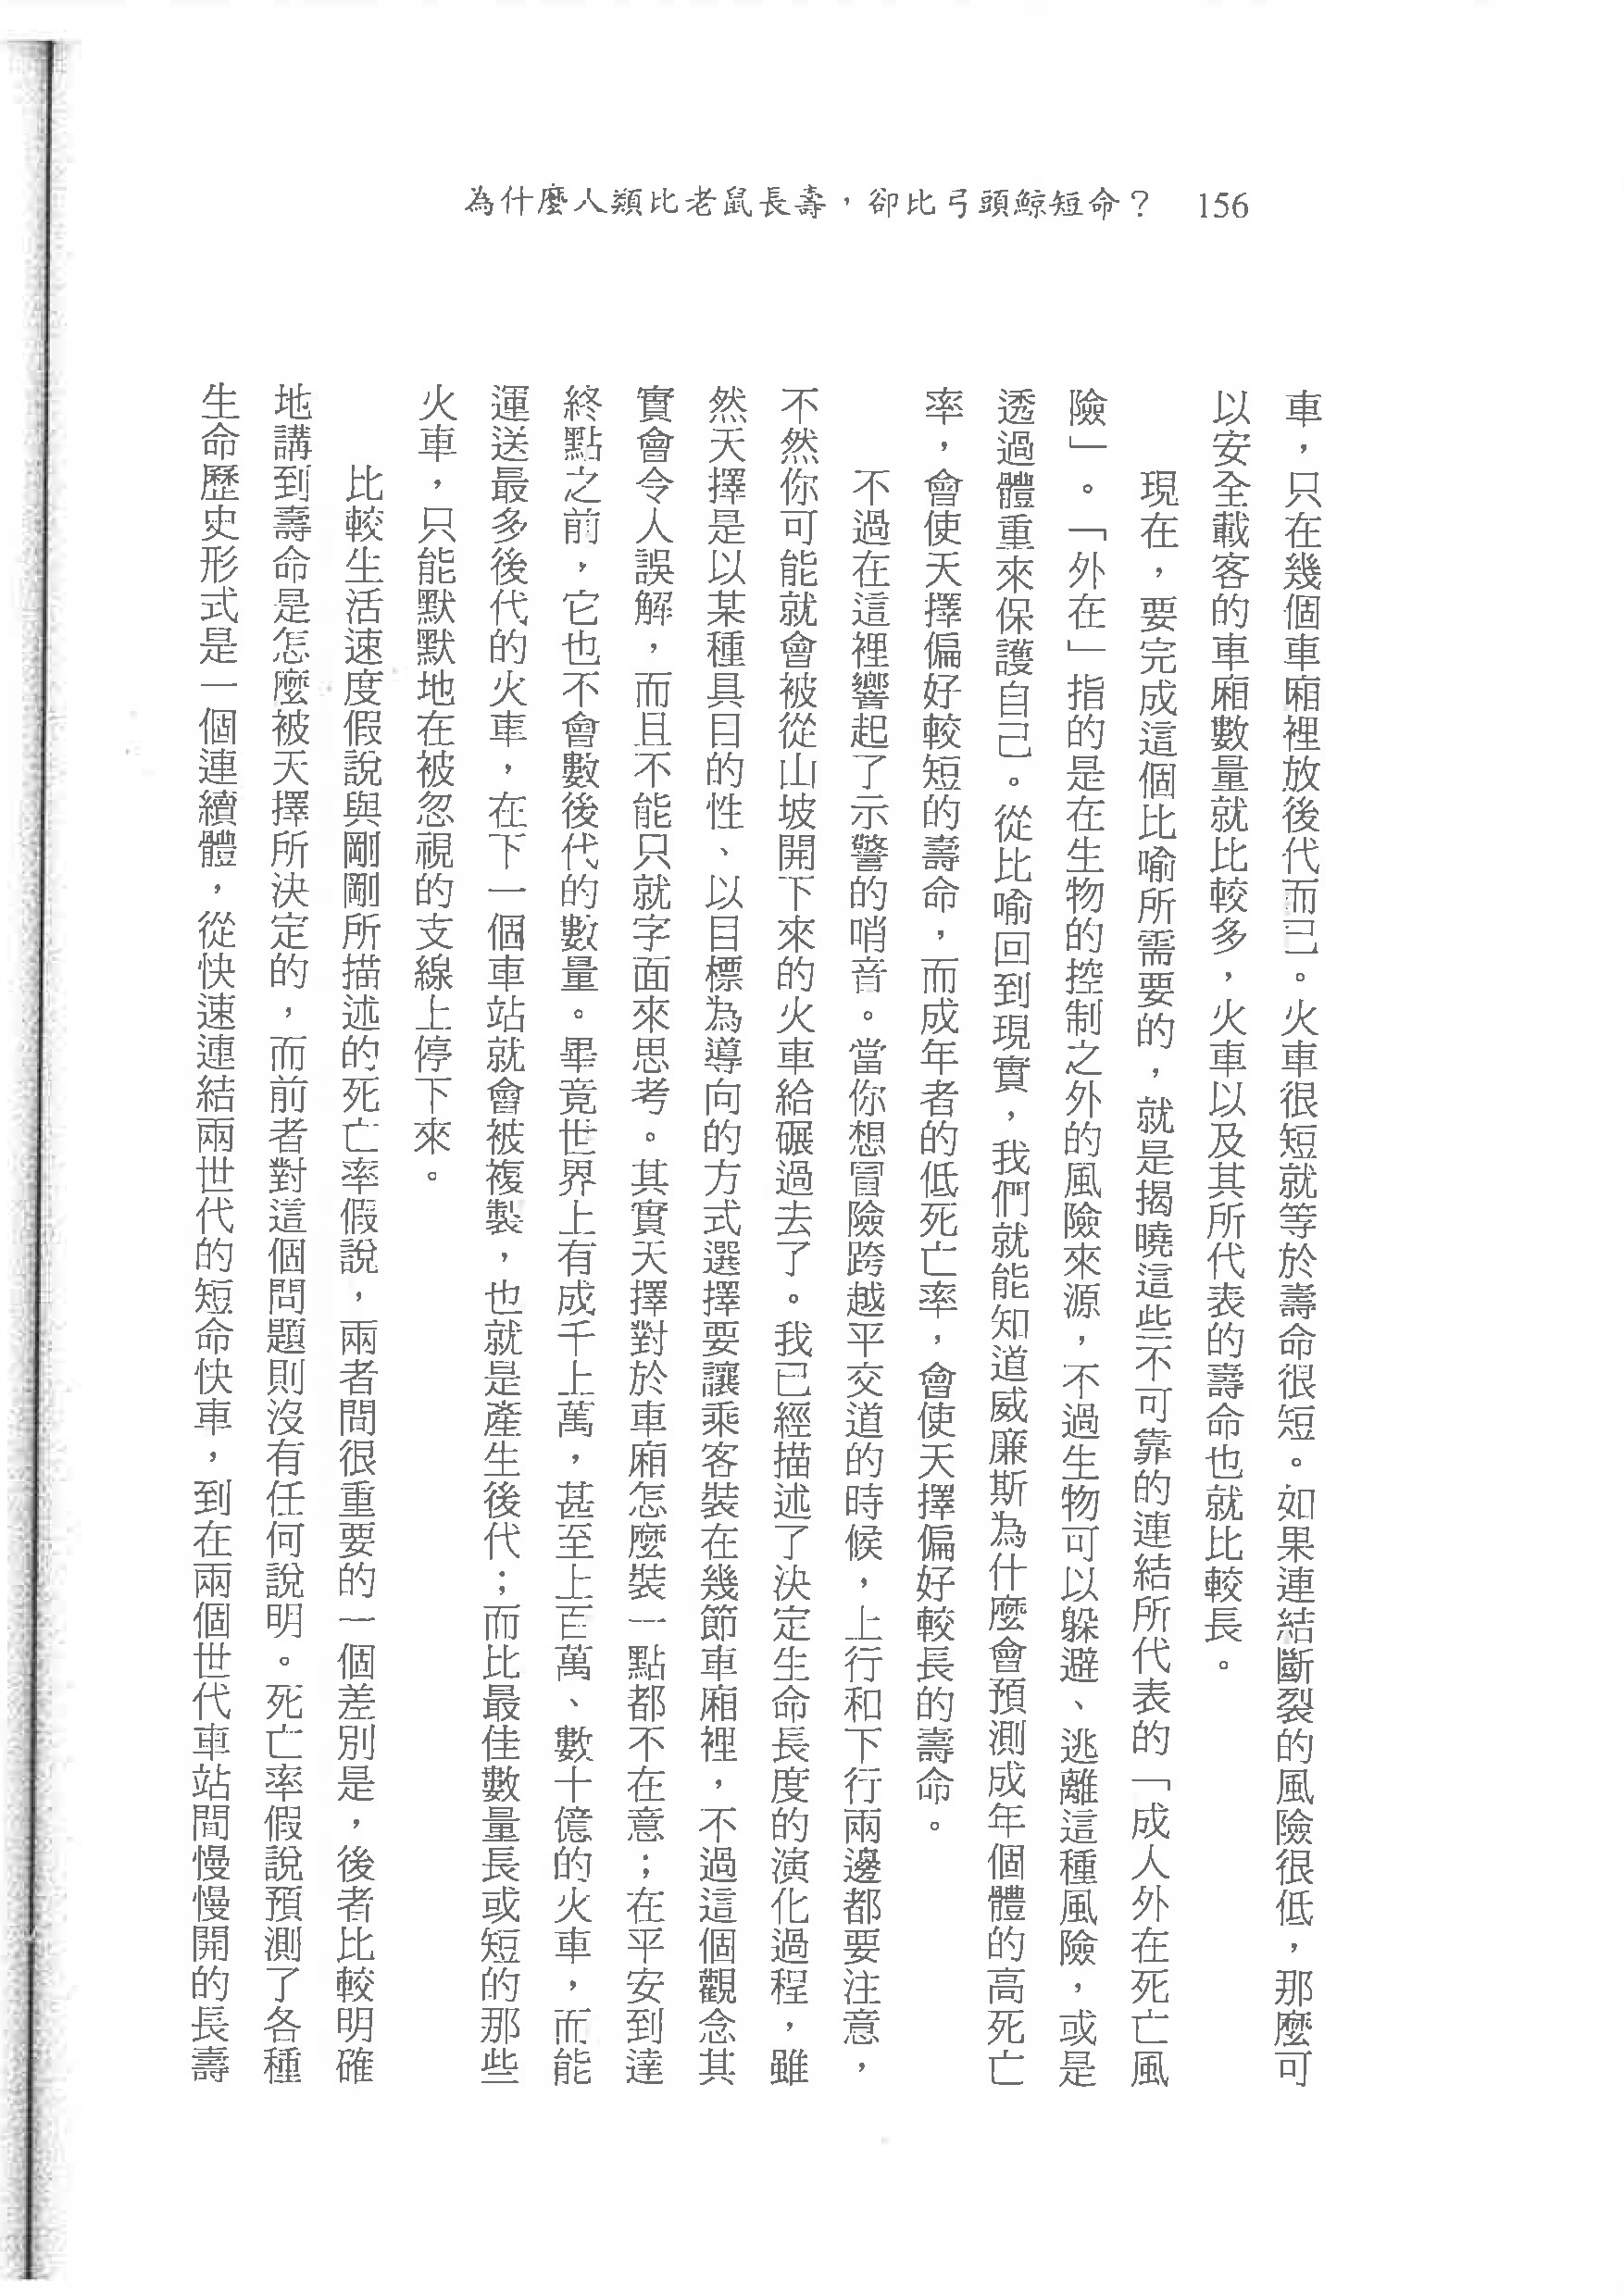 為什麼人類比老鼠長壽，卻比弓頭鯨短命？ 156
車，只在幾個車廂裡放後代而已。火車很短就等於壽命很短。如果連結斷裂的風險很低，那麼可
以安全載客的車廂數量就比較多，火車以及其所代表的壽命也就比較長。
現在，要完成這個比喻所需要的，就是揭曉這些不可靠的連結所代表的「成人外在死亡風
險」。「外在」指的是在生物的控制之外的風險來源，不過生物可以躲避、逃離這種風險，或是
透過體重來保護自己。從比喻回到現實，我們就能知道威廉斯為什麼會預測成年個體的高死亡
率，會使天擇偏好較短的壽命，而成年者的低死亡率，會使天擇偏好較長的壽命。
不過在這裡響起了示警的哨音。當你想冒險跨越平交道的時候，上行和下行兩邊都要注意，
不然你可能就會被從山坡開下來的火車給碾過去了。我已經描述了決定生命長度的演化過程，雖
然天擇是以某種具目的性、以目標為導向的方式選擇要讓乘客裝在幾節車廂裡，不過這個觀念其
實會令人誤解，而且不能只就字面來思考。其實天擇對於車廂怎麼裝一點都不在意；在平安到達
終點之前，它也不會數後代的數量。畢竟世界上有成千上萬，甚至上百萬、數十億的火車，而能
運送最多後代的火車，在下一個車站就會被複製，也就是產生後代；而比最佳數量長或短的那些
火車，只能默默地在被忽視的支線上停下來。
比較生活速度假說與剛剛所描述的死亡率假說，兩者間很重要的一個差別是，後者比較明確
地講到壽命是怎麼被天擇所決定的，而前者對這個問題則沒有任何說明。死亡率假說預測了各種
生命歷史形式是一個連續體，從快速連結兩世代的短命快車，到在兩個世代車站間慢慢開的長壽